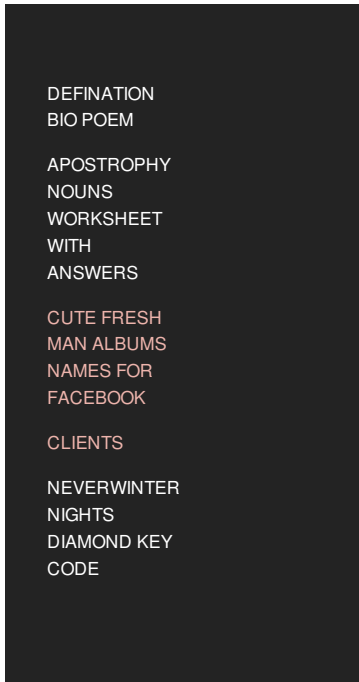 DEFINATION
BIO POEM
APOSTROPHY
NOUNS
WORKSHEET
WITH
ANSWERS
CUTE FRESH
MAN ALBUMS
NAMES FOR
FACEBOOK
CLIENTS
NEVERWINTER
NIGHTS
DIAMOND KEY
CODE